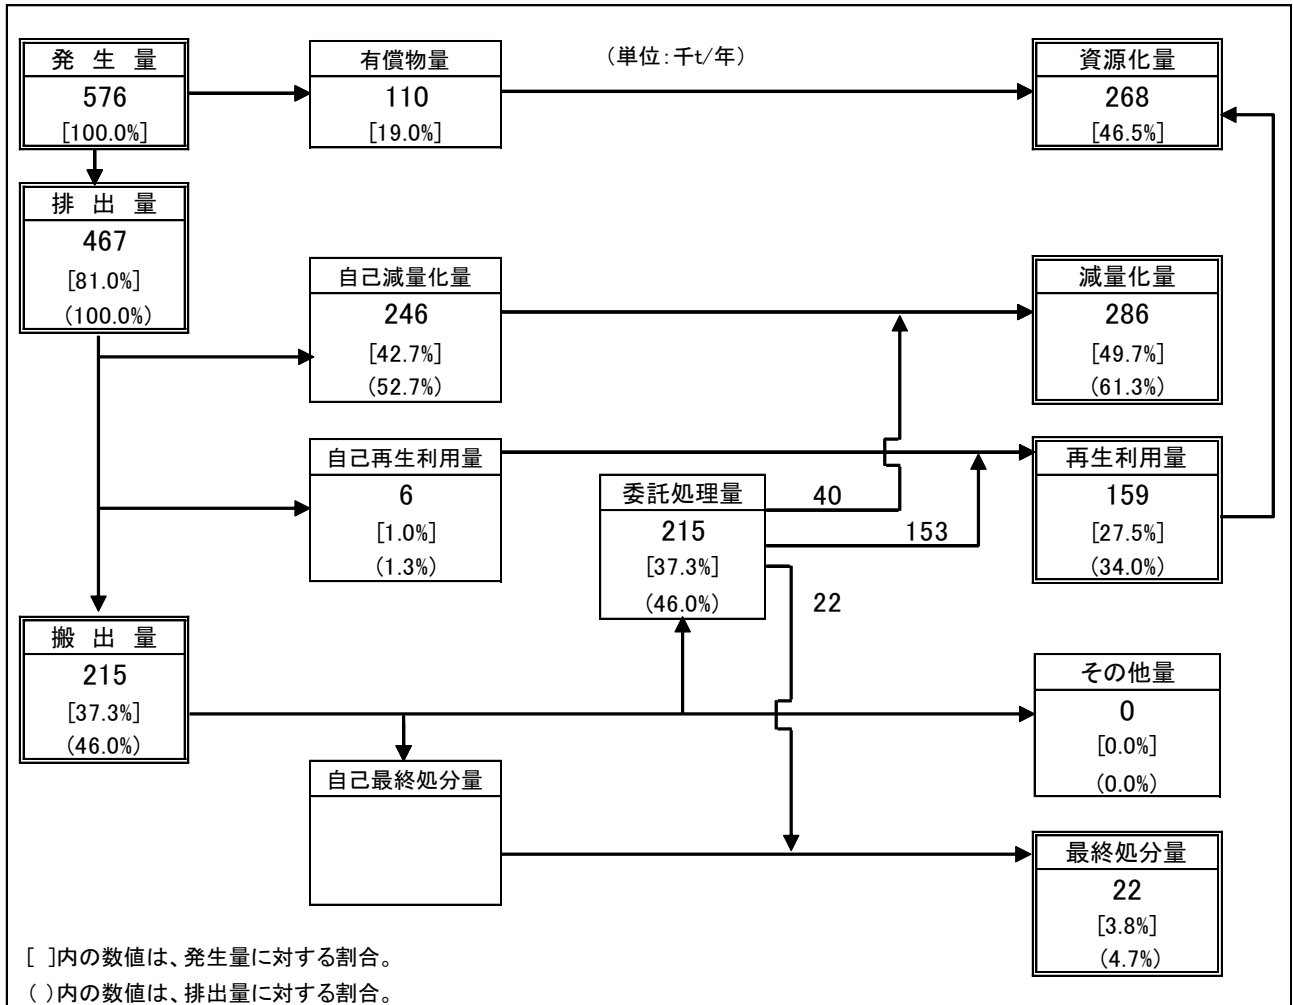 発 生 量
576
[100.0%]
有償物量
110
[19.0%]
(単位:千t/年)
資源化量
268
[46.5%]
排 出 量
467
[81.0%]
(100.0%)
自己減量化量
246
[42.7%]
(52.7%)
減量化量
286
[49.7%]
(61.3%)
自己再生利用量
6
[1.0%]
(1.3%)
委託処理量
215
[37.3%]
(46.0%)
40
153
22
再生利用量
159
[27.5%]
(34.0%)
搬 出 量
215
[37.3%]
(46.0%)
その他量
0
[0.0%]
(0.0%)
自己最終処分量
最終処分量
22
[3.8%]
(4.7%)
[ ]内の数値は、発生量に対する割合。
( )内の数値は、排出量に対する割合。